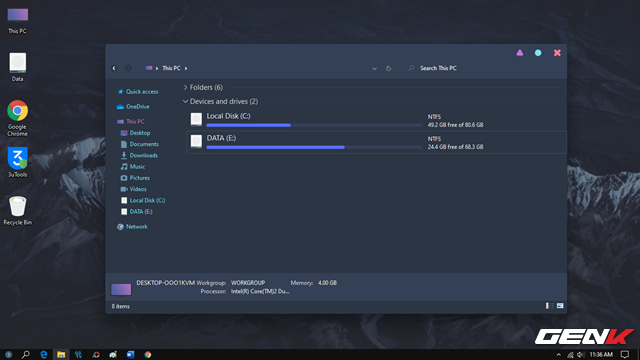 This PC
Data
Google
Chrome
3uTools
Recycle Bin
This PC
Search This PC
Quick access
OneDrive
This PC
Desktop
Documents
Downloads
Music
Pictures
Videos
Local Disk (C:)
DATA (E:)
Network
Folders (6)
Devices and drives (2)
Local Disk (C:)
NTFS
49.2 GB free of 80.6 GB
DATA (E:)
NTFS
24.4 GB free of 68.3 GB
DESKTOP-OOO1KVM Workgroup: WORKGROUP Memory: 4.00 GB
Processor: Intel(R) Core(TM)2 Du...
8 items
11:36 AM
GENK